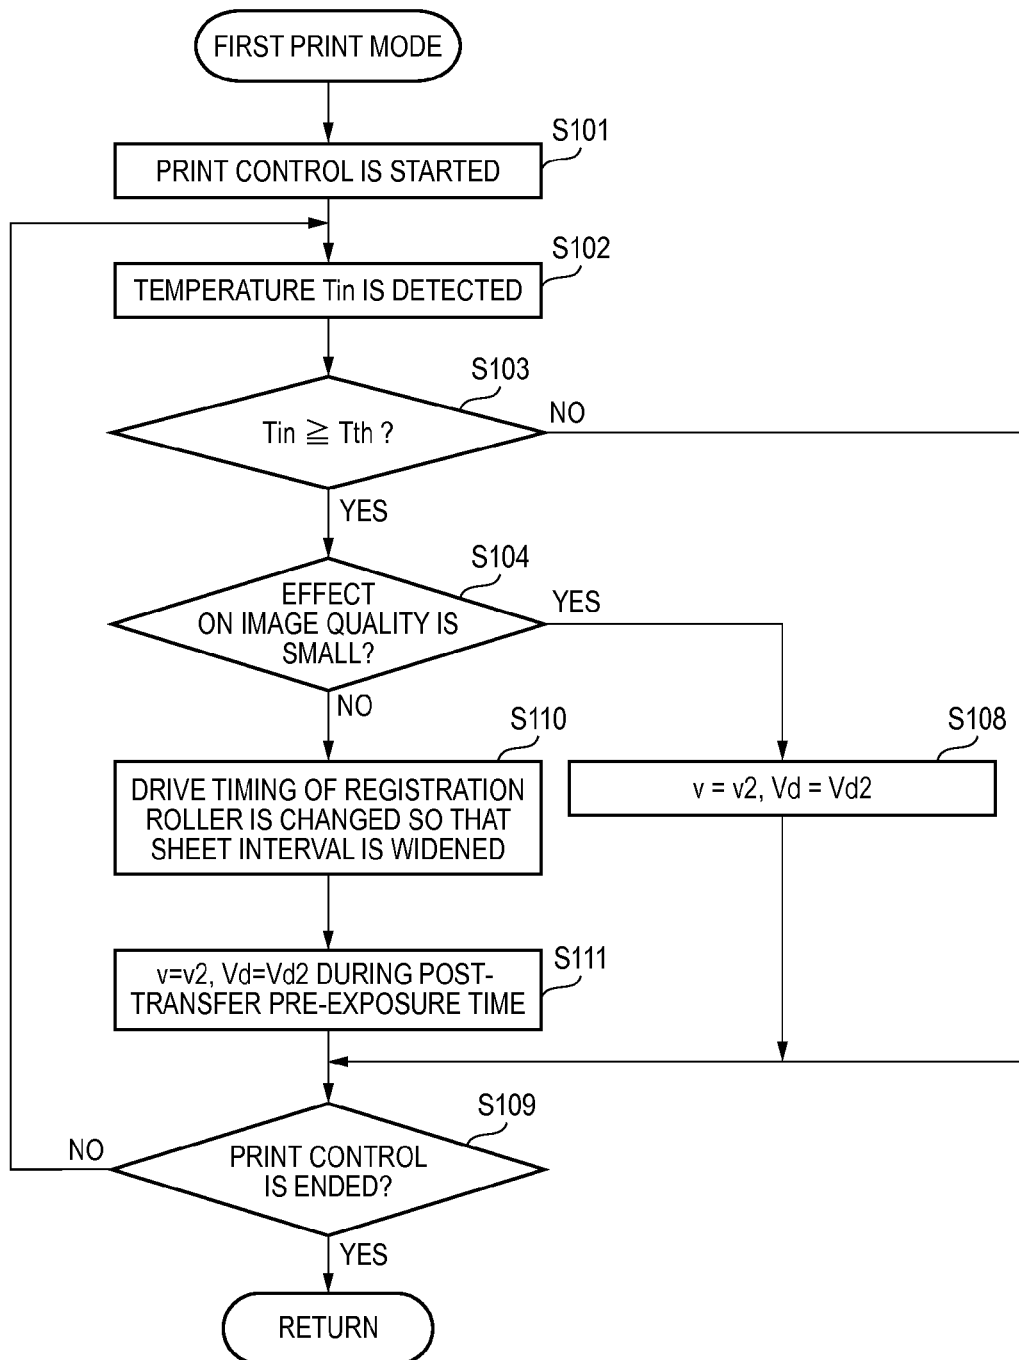 FIRST PRINT MODE
S101
PRINT CONTROL IS STARTED
S102
TEMPERATURE Tin IS DETECTED
S103
Tin ≧ Tth ?
NO
YES
S104
EFFECT
ON IMAGE QUALITY IS
SMALL?
YES
NO
S110
DRIVE TIMING OF REGISTRATION
ROLLER IS CHANGED SO THAT
SHEET INTERVAL IS WIDENED
S108
v = v2, Vd = Vd2
S111
v=v2, Vd=Vd2 DURING POST-
TRANSFER PRE-EXPOSURE TIME
S109
PRINT CONTROL
IS ENDED?
NO
YES
RETURN